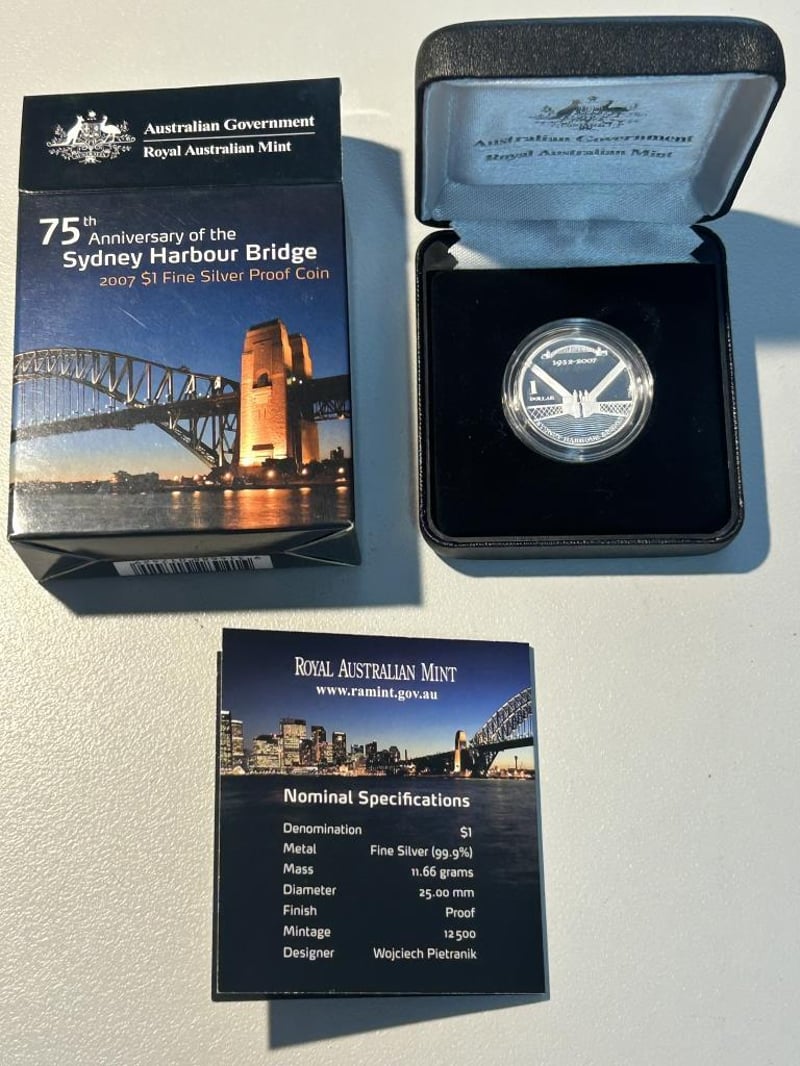 Australian Government
Royal Australian Mint
75th Anniversary of the
Sydney Harbour Bridge
2007 $1 Fine Silver Proof Coin
Australian Government
Royal Australian Mint
1932-2007
1
DOLLAR
SYDNEY HARBOUR
ROYAL AUSTRALIAN MINT
www.ramint.gov.au
Nominal Specifications
Denomination $1
Metal Fine Silver (99.9%)
Mass 11.66 grams
Diameter 25.00 mm
Finish Proof
Mintage 12500
Designer Wojciech Pietranik